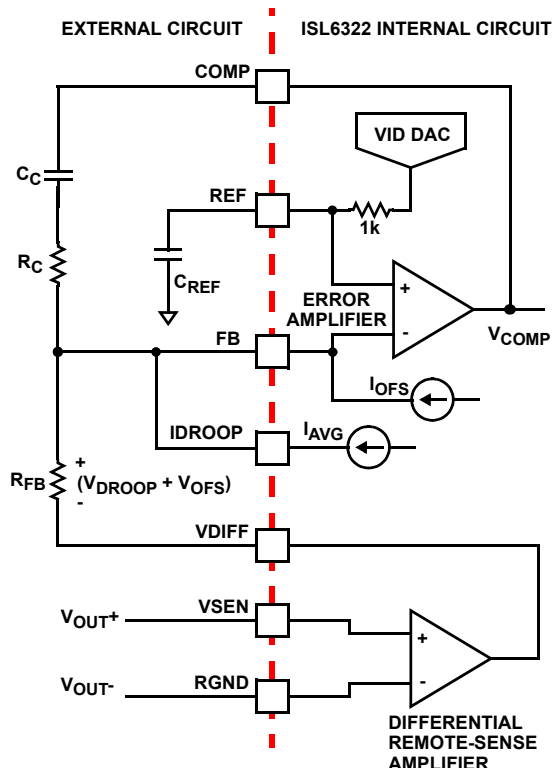 EXTERNAL CIRCUIT
ISL6322 INTERNAL CIRCUIT
COMP
VID DAC
CC
REF
1k
RC
CREF
+
ERROR
AMPLIFIER
-
VCOMP
FB
IOFS
IDROOP
IAVG
RFB
+
(VDROOP + VOFS)
-
VDIFF
VOUT+
VSEN
+
VOUT-
RGND
-
DIFFERENTIAL
REMOTE-SENSE
AMPLIFIER